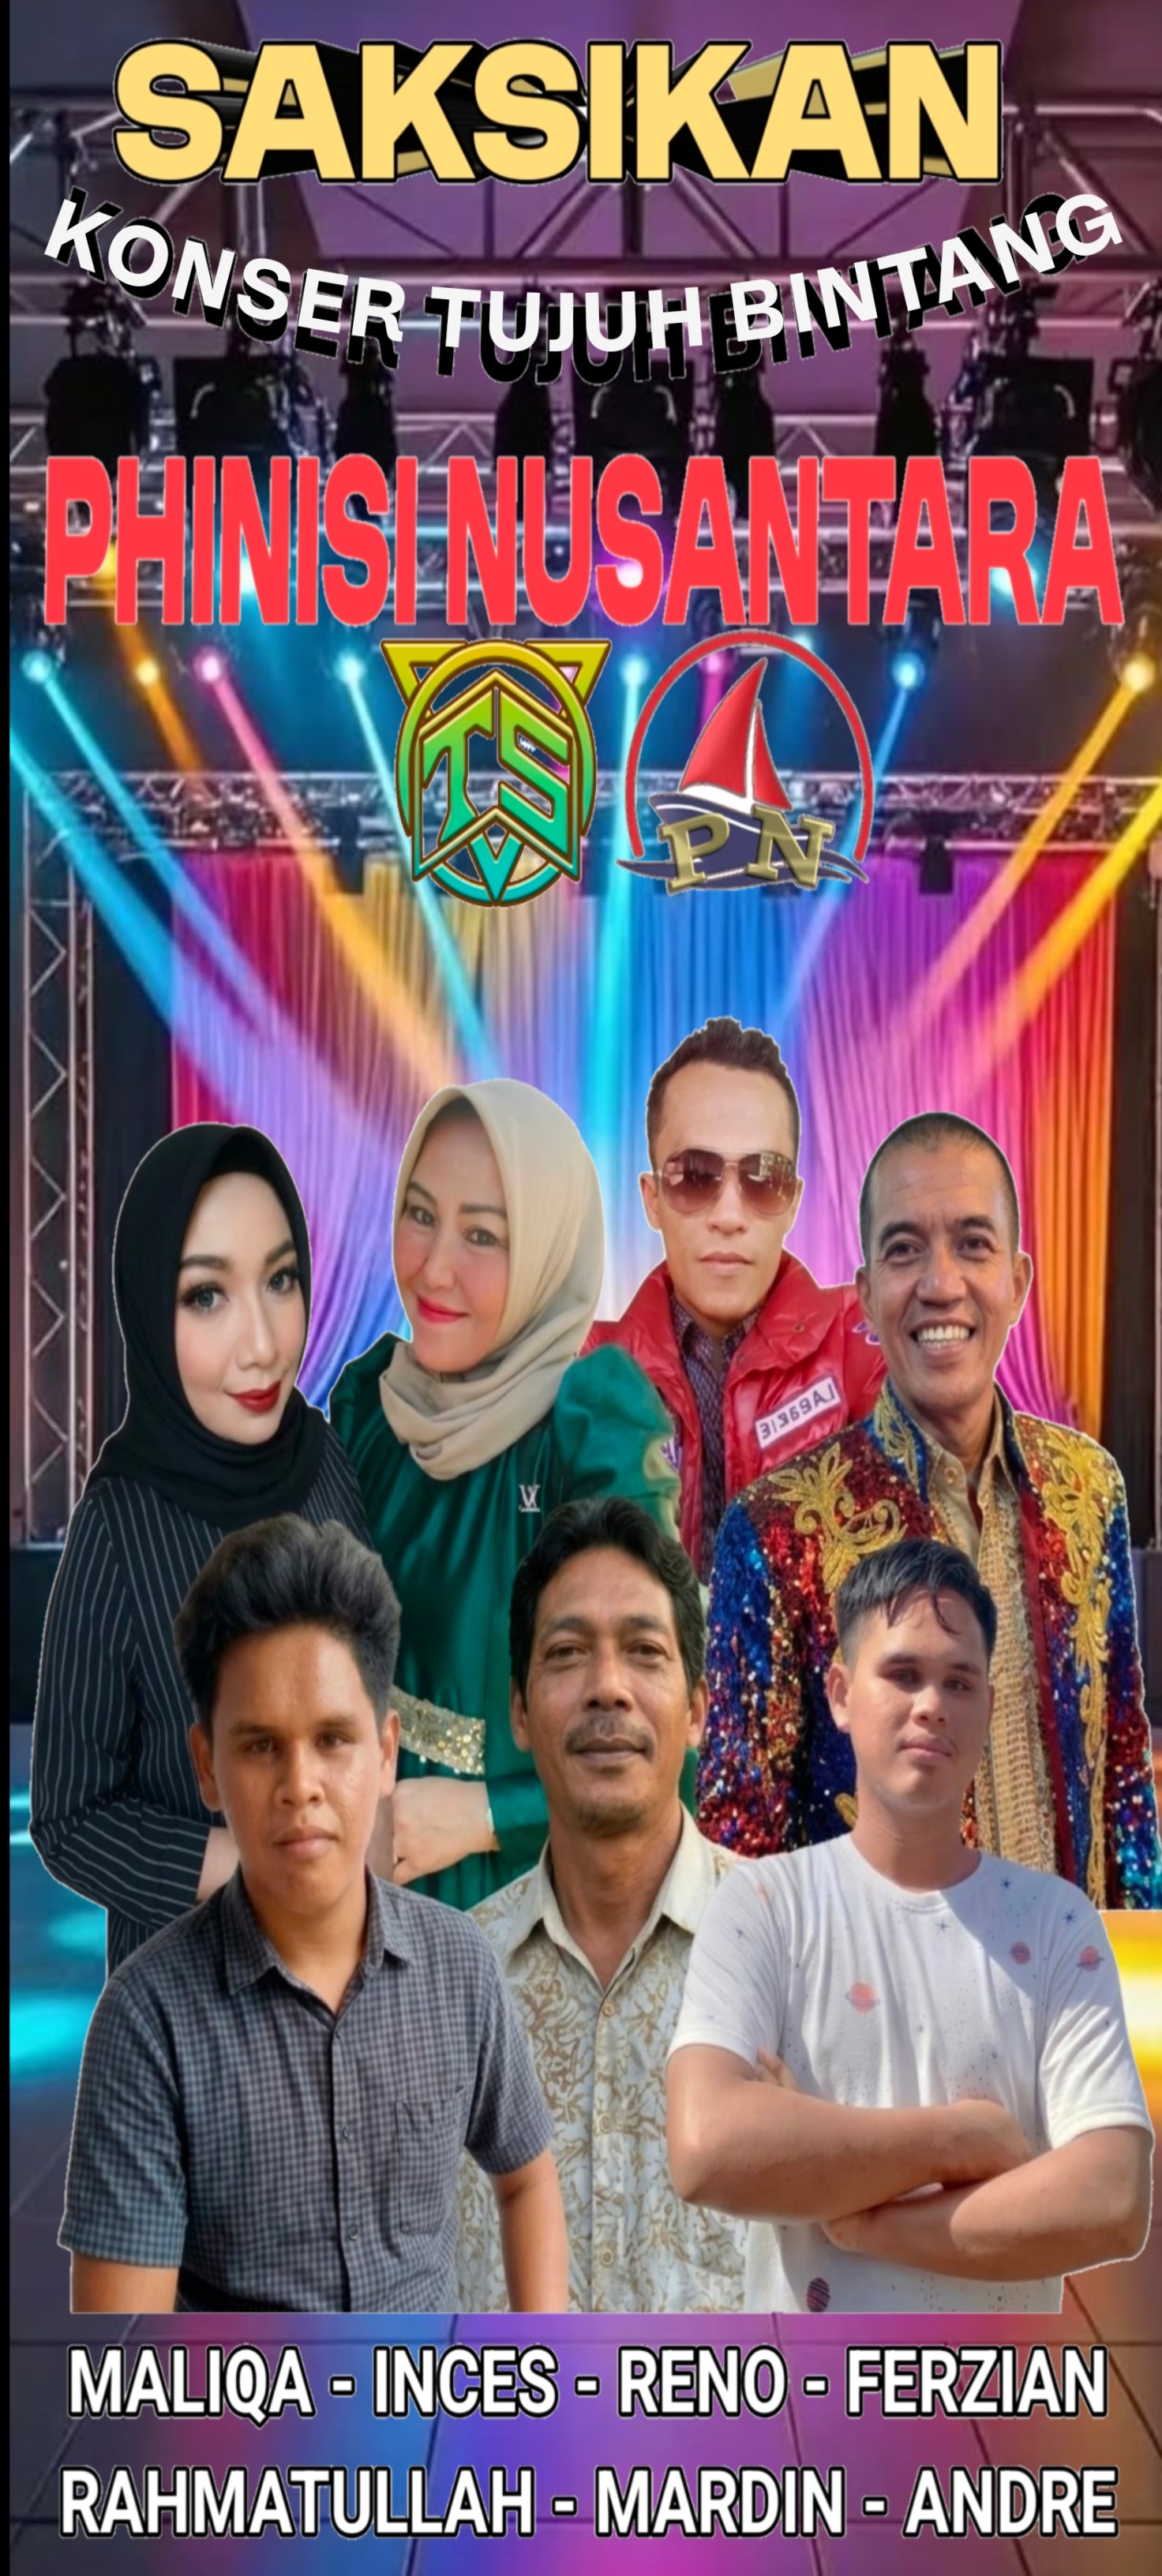 SAKSIKAN
KONSER TUJUH BINTANG
PHINISI NUSANTARA
TS
PN
MALIQA - INCES - RENO - FERZIAN
RAHMATULLAH - MARDIN - ANDRE